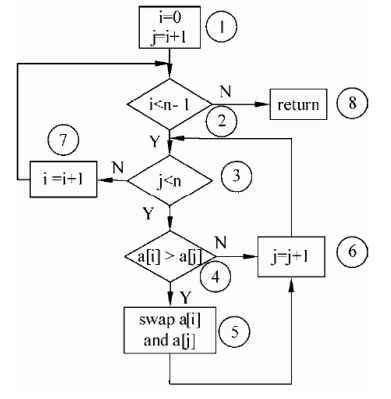 i=0
j=i+1
1
i<n-1
N
return
8
2
Y
7
i=i+1
N
j<n
3
Y
a[i] > a[j]
N
4
j=j+1
6
Y
swap a[i]
and a[j]
5